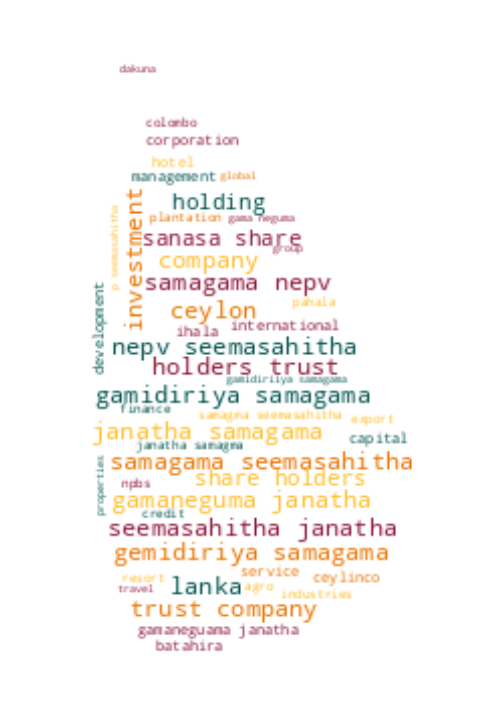 dakuna
colombo
corporation
hotel
management
global
holding
plantation
gama neguma
p seemasahitha
investment
sanasa share
group
company
samagama nepv
pahala
ceylon
development
ihala
international
nepv seemasahitha
holders trust
gamidiriiya samagama
gamidiriya samagama
finance
samagma seemasahitha
export
janatha samagama
capital
janatha samagma
samagama seemasahitha
properties
npbs
share holders
gamaneguma janatha
credit
seemasahitha janatha
gemidiriya samagama
service
resort
ceylinco
travel
lanka
agro
industries
trust company
gamaneguama janatha
batahira